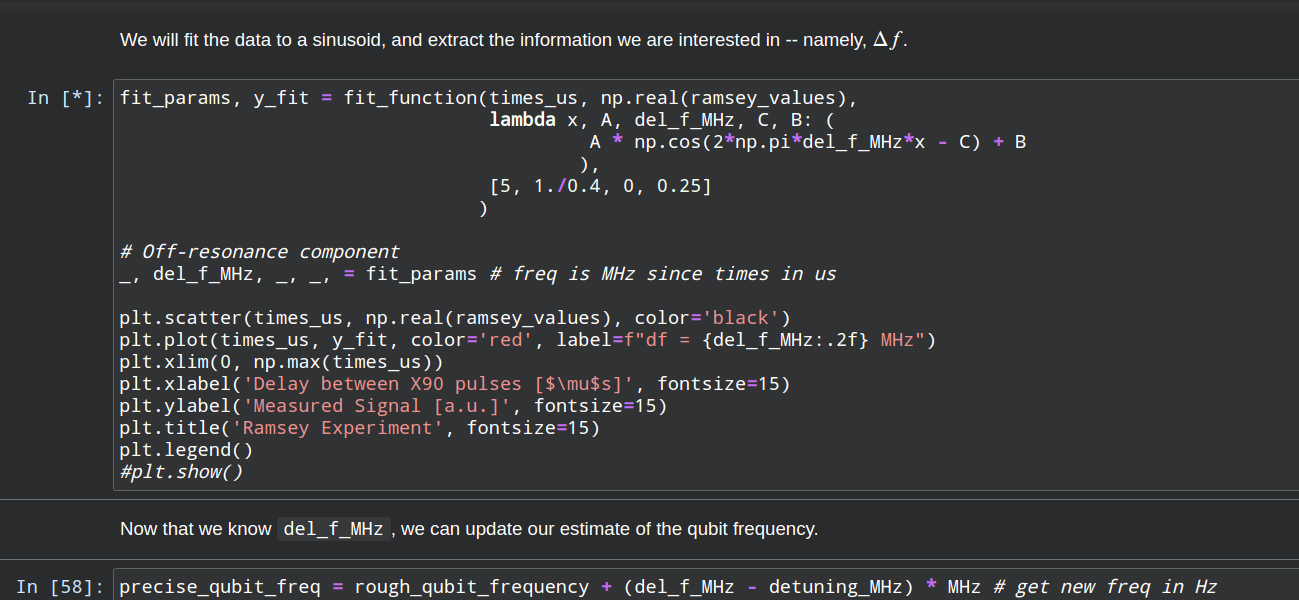 We will fit the data to a sinusoid, and extract the information we are interested in -- namely, Δf.
In [*]:
fit_params, y_fit = fit_function(times_us, np.real(ramsey_values),
lambda x, A, del_f_MHz, C, B: (
A * np.cos(2*np.pi*del_f_MHz*x - C) + B
),
[5, 1./0.4, 0, 0.25]
)
# Off-resonance component
_, del_f_MHz, _, _, = fit_params # freq is MHz since times in us
plt.scatter(times_us, np.real(ramsey_values), color='black')
plt.plot(times_us, y_fit, color='red', label=f"df = {del_f_MHz:.2f} MHz")
plt.xlim(0, np.max(times_us))
plt.xlabel('Delay between X90 pulses [$\mu$s]', fontsize=15)
plt.ylabel('Measured Signal [a.u.]', fontsize=15)
plt.title('Ramsey Experiment', fontsize=15)
plt.legend()
#plt.show()
Now that we know del_f_MHz , we can update our estimate of the qubit frequency.
In [58]:
precise_qubit_freq = rough_qubit_frequency + (del_f_MHz - detuning_MHz) * MHz # get new freq in Hz